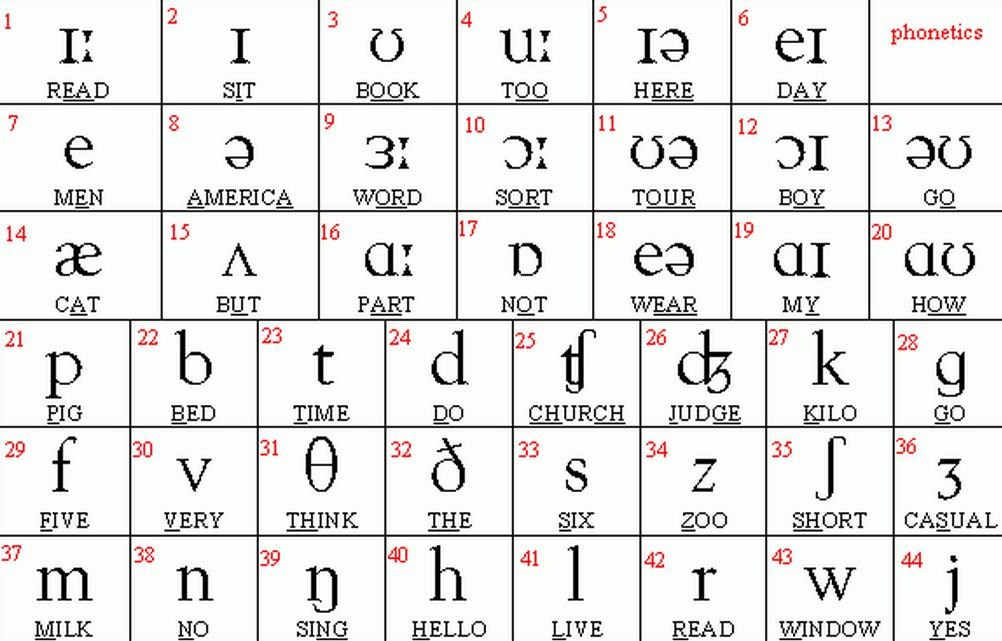 1 2 3 4 5 6 phonetics
ɪː ɪ ʊ uː ɪə eɪ
READ SIT BOOK TOO HERE DAY
7 8 9 10 11 12 13
e ə ɜː ɔː ʊə ɔɪ əʊ
MEN AMERICA WORD SORT TOUR BOY GO
14 15 16 17 18 19 20
æ ʌ ɑː ɒ eə ɑɪ ɑʊ
CAT BUT PART NOT WEAR MY HOW
21 22 23 24 25 26 27 28
p b t d ʧ ʤ k g
PIG BED TIME DO CHURCH JUDGE KILO GO
29 30 31 32 33 34 35 36
f v θ ð s z ʃ ʒ
FIVE VERY THINK THE SIX ZOO SHORT CASUAL
37 38 39 40 41 42 43 44
m n ŋ h l r w j
MILK NO SING HELLO LIVE READ WINDOW YES